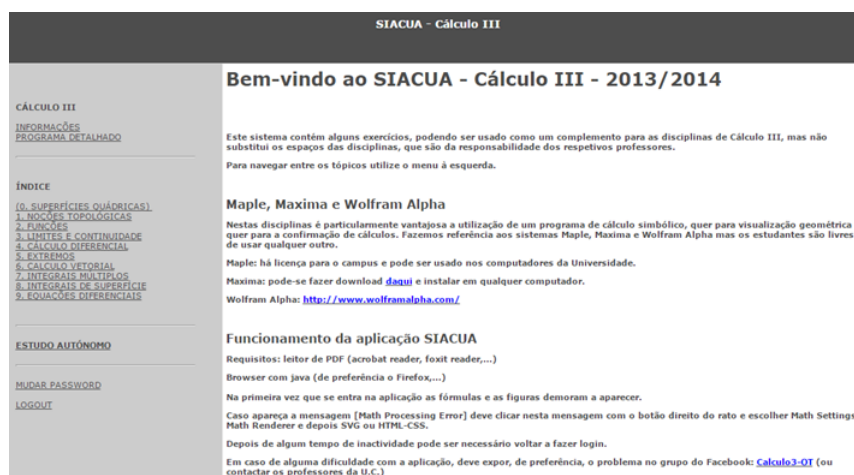 SIACUA - Cálculo III
CÁLCULO III
INFORMAÇÕES
PROGRAMA DETALHADO
ÍNDICE
(0. SUPERFÍCIES QUÁDRICAS)
1. NOÇÕES TOPOLÓGICAS
2. FUNÇÕES
3. LIMITES E CONTINUIDADE
4. CÁLCULO DIFERENCIAL
5. EXTREMOS
6. CALCULO VETORIAL
7. INTEGRAIS MÚLTIPLOS
8. INTEGRAIS DE SUPERFÍCIE
9. EQUAÇÕES DIFERENCIAIS
ESTUDO AUTÓNOMO
MUDAR PASSWORD
LOGOUT
Bem-vindo ao SIACUA - Cálculo III - 2013/2014
Este sistema contém alguns exercícios, podendo ser usado como um complemento para as disciplinas de Cálculo III, mas não
substitui os espaços das disciplinas, que são da responsabilidade dos respetivos professores.
Para navegar entre os tópicos utilize o menu á esquerda.
Maple, Maxima e Wolfram Alpha
Nestas disciplinas é particularmente vantajosa a utilização de um programa de cálculo simbólico, quer para visualização geométrica
quer para a confirmação de cálculos. Fazemos referência aos sistemas Maple, Maxima e Wolfram Alpha mas os estudantes são livres
de usar qualquer outro.
Maple: há licença para o campus e pode ser usado nos computadores da Universidade.
Maxima: pode-se fazer download daqui e instalar em qualquer computador.
Wolfram Alpha: http://www.wolframalpha.com/
Funcionamento da aplicação SIACUA
Requisitos: leitor de PDF (acrobat reader, foxit reader,...)
Browser com java (de preferência o Firefox,...)
Na primeira vez que se entra na aplicação as fórmulas e as figuras demoram a aparecer.
Caso apareça a mensagem [Math Processing Error] deve clicar nesta mensagem com o botão direito do rato e escolher Math Settings
Math Renderer e depois SVG ou HTML-CSS.
Depois de algum tempo de inactividade pode ser necessário voltar a fazer login.
Em caso de alguma dificuldade com a aplicação, deve expor, de preferência, o problema no grupo do Facebook: Calculo3-OT (ou
contactar os professores da U.C.)